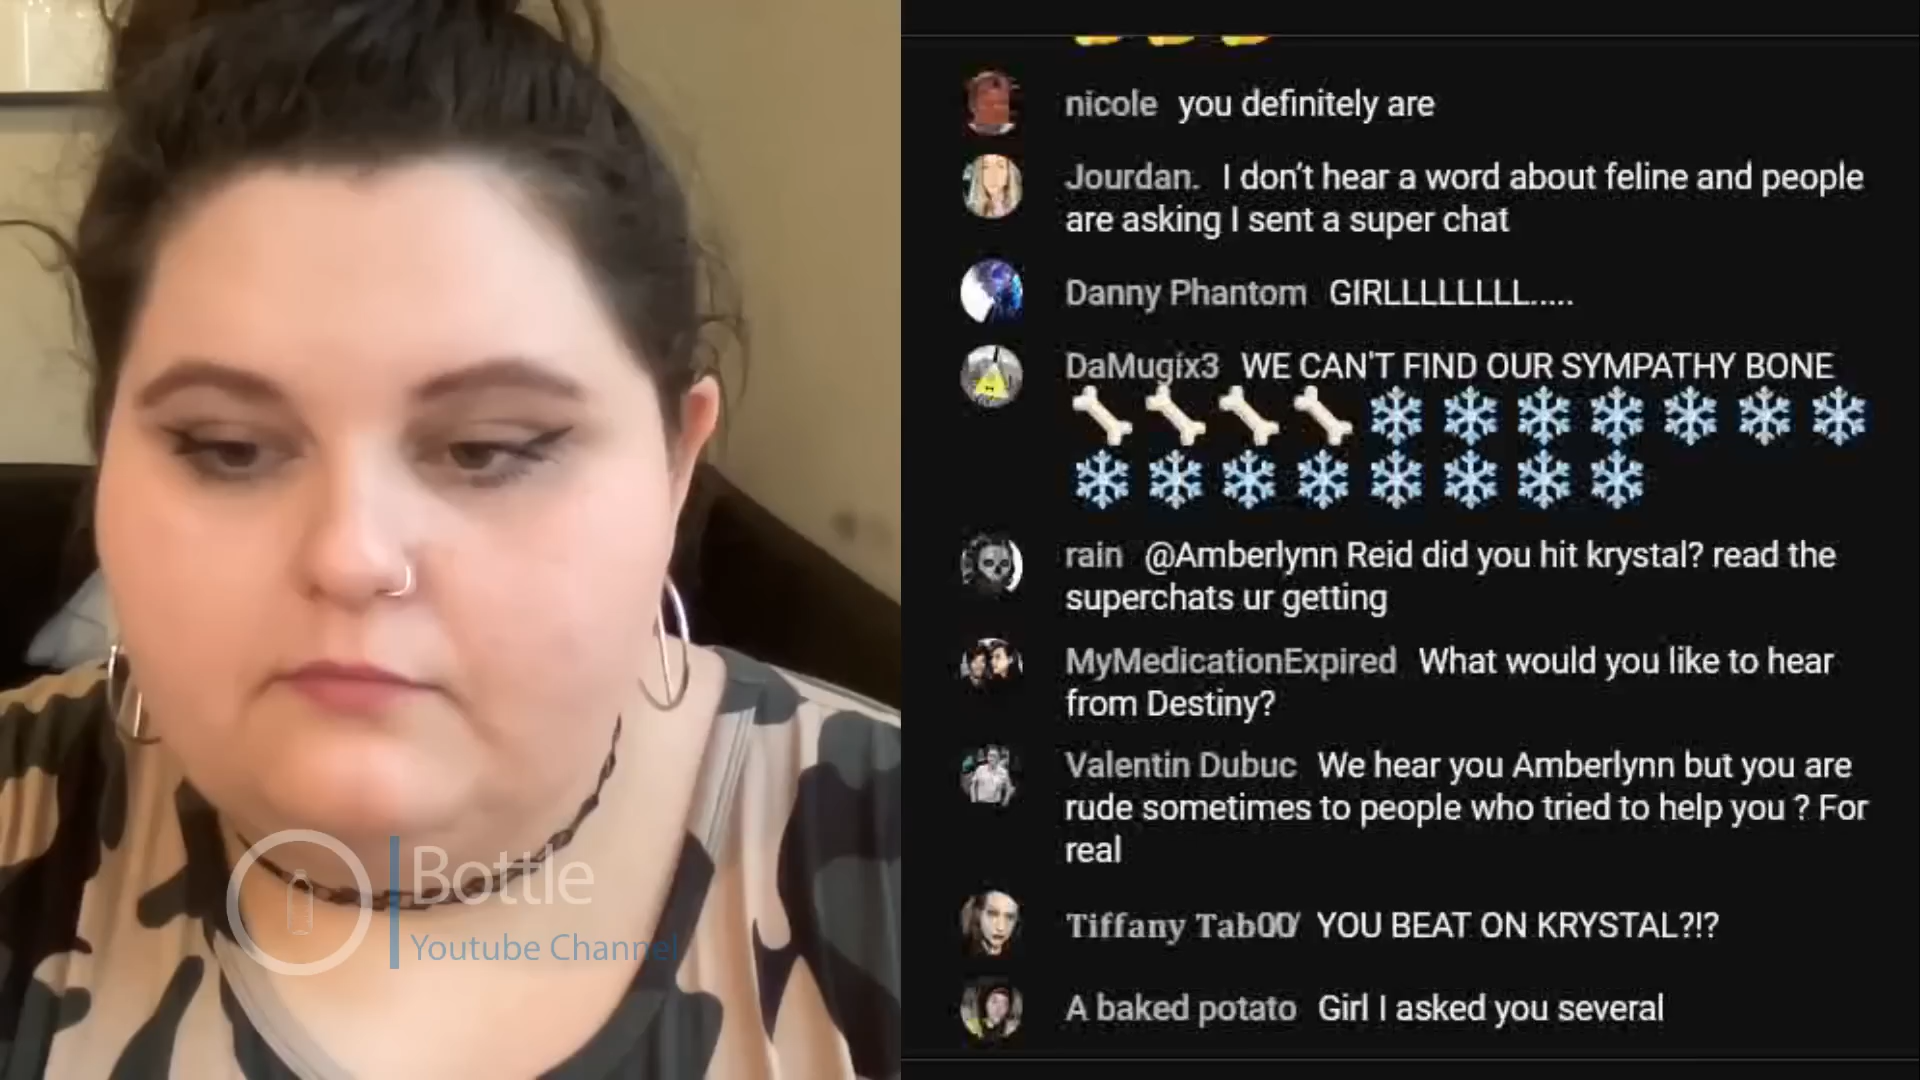 Bottle
Youtube Channel
nicole you definitely are
Jourdan. I don't hear a word about feline and people
are asking I sent a super chat
Danny Phantom GIRLLLLLLLL.....
DaMugix3 WE CAN'T FIND OUR SYMPATHY BONE
rain @Amberlynn Reid did you hit krystal? read the
superchats ur getting
MyMedicationExpired What would you like to hear
from Destiny?
Valentin Dubuc We hear you Amberlynn but you are
rude sometimes to people who tried to help you ? For
real
Tiffany YOU BEAT ON KRYSTAL?!?
A baked potato Girl I asked you several